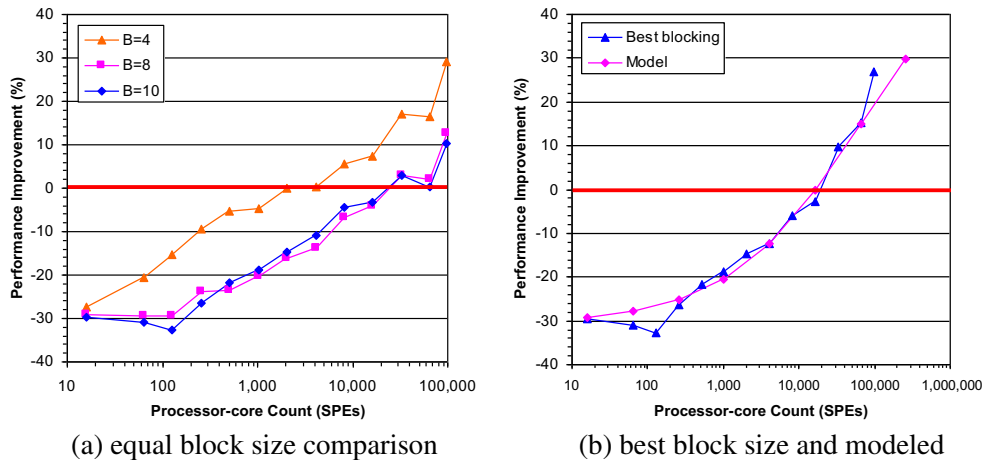 40
30
20
10
0
-10
-20
-30
-40
Performance Improvement (%)
B=4
B=8
B=10
10
100
1,000
10,000
100,000
Processor-core Count (SPEs)
(a) equal block size comparison
40
30
20
10
0
-10
-20
-30
-40
Performance Improvement (%)
Best blocking
Model
10
100
1,000
10,000
100,000
1,000,000
Processor-core Count (SPEs)
(b) best block size and modeled